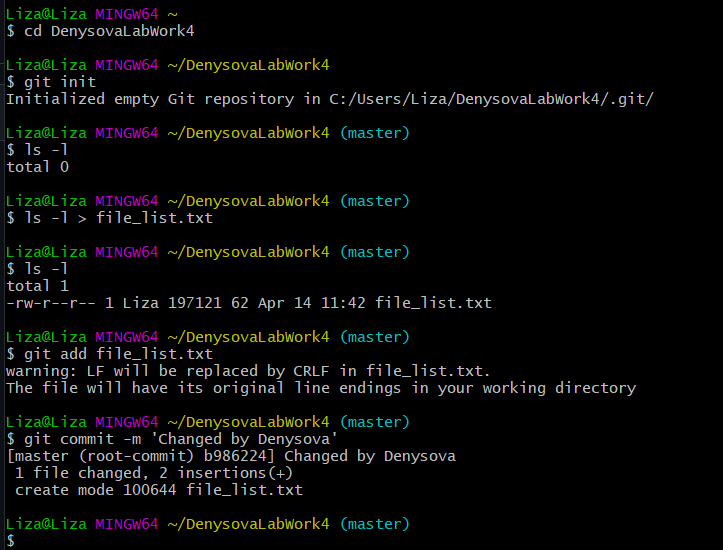 Liza@Liza MINGW64 ~
$ cd DenysovaLabWork4
Liza@Liza MINGW64 ~/DenysovaLabWork4
$ git init
Initialized empty Git repository in C:/Users/Liza/DenysovaLabWork4/.git/
Liza@Liza MINGW64 ~/DenysovaLabWork4 (master)
$ ls -l
total 0
Liza@Liza MINGW64 ~/DenysovaLabWork4 (master)
$ ls -l > file_list.txt
Liza@Liza MINGW64 ~/DenysovaLabWork4 (master)
$ ls -l
total 1
-rw-r--r-- 1 Liza 197121 62 Apr 14 11:42 file_list.txt
Liza@Liza MINGW64 ~/DenysovaLabWork4 (master)
$ git add file_list.txt
warning: LF will be replaced by CRLF in file_list.txt.
The file will have its original line endings in your working directory
Liza@Liza MINGW64 ~/DenysovaLabWork4 (master)
$ git commit -m 'Changed by Denysova'
[master (root-commit) b986224] Changed by Denysova
 1 file changed, 2 insertions(+)
 create mode 100644 file_list.txt
Liza@Liza MINGW64 ~/DenysovaLabWork4 (master)
$